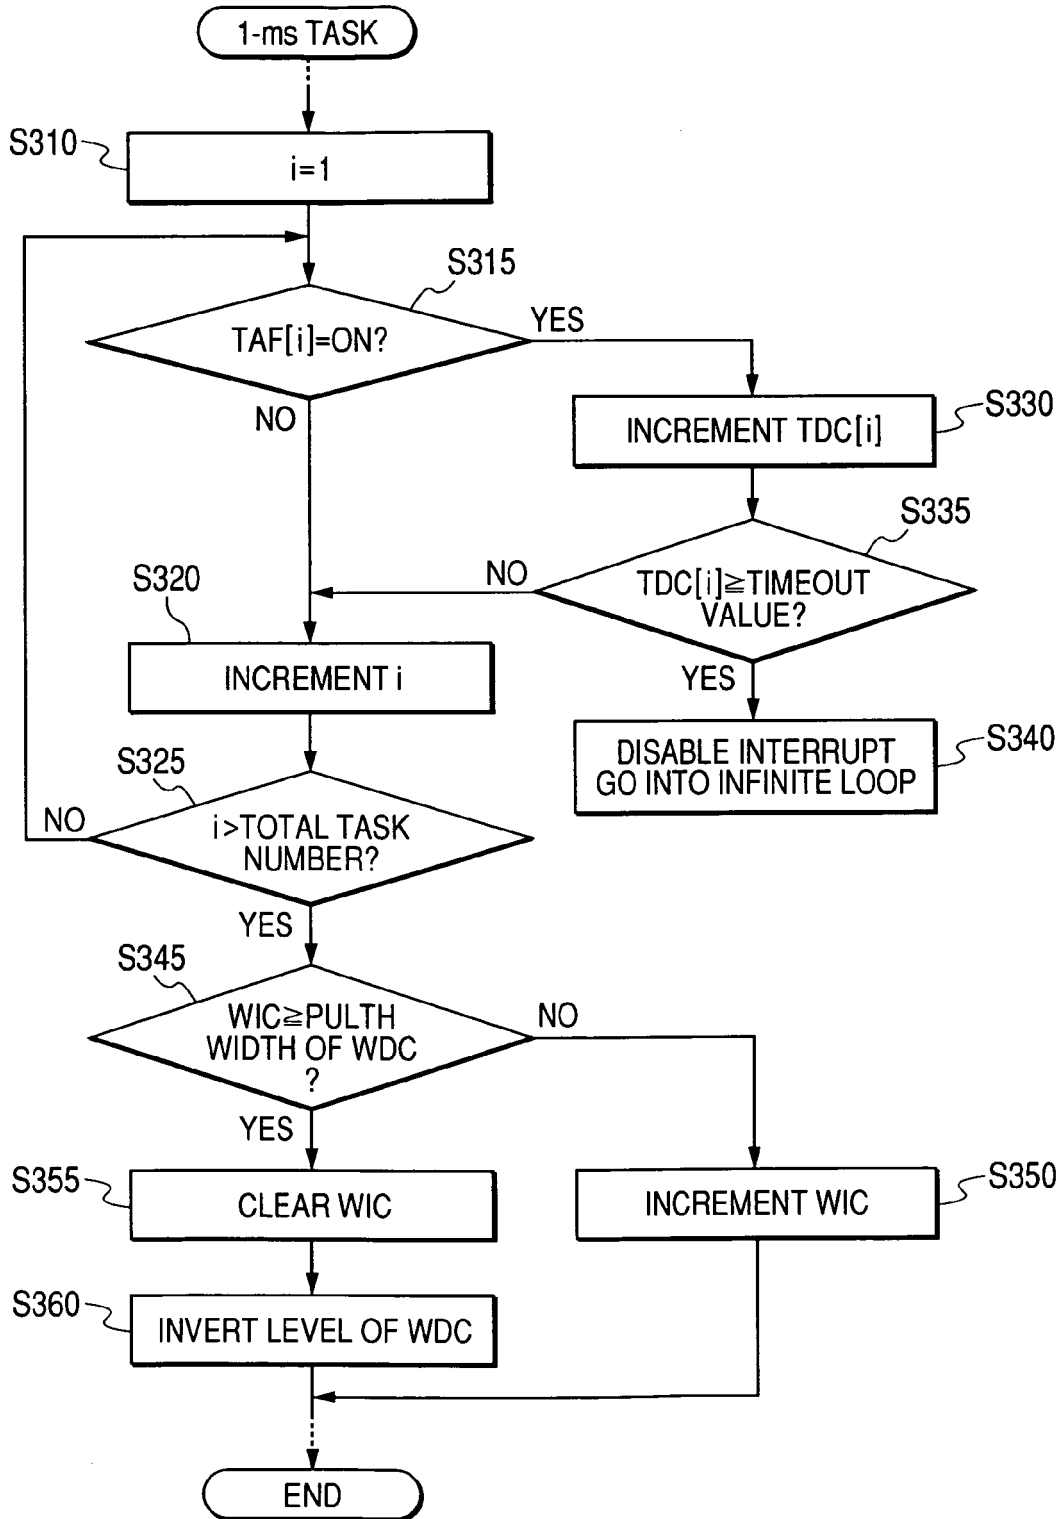 1-ms TASK
S310
i=1
S315
TAF[i]=ON?
YES
NO
S330
INCREMENT TDC[i]
S335
TDC[i]≧TIMEOUT
VALUE?
NO
YES
S320
INCREMENT i
S340
DISABLE INTERRUPT
GO INTO INFINITE LOOP
S325
i>TOTAL TASK
NUMBER?
NO
YES
S345
WIC≧PULTH
WIDTH OF WDC
?
NO
YES
S355
CLEAR WIC
S350
INCREMENT WIC
S360
INVERT LEVEL OF WDC
END